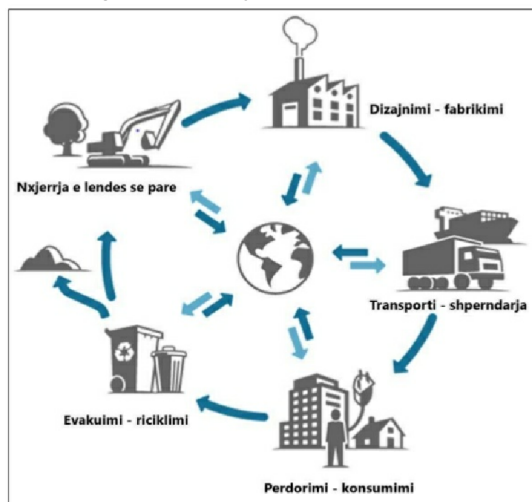 Dizajnimi - fabrikimi
Nxjerrja e lendes se pare
Transporti - shperndarja
Evakuimi - riciklimi
Perdorimi - konsumimi